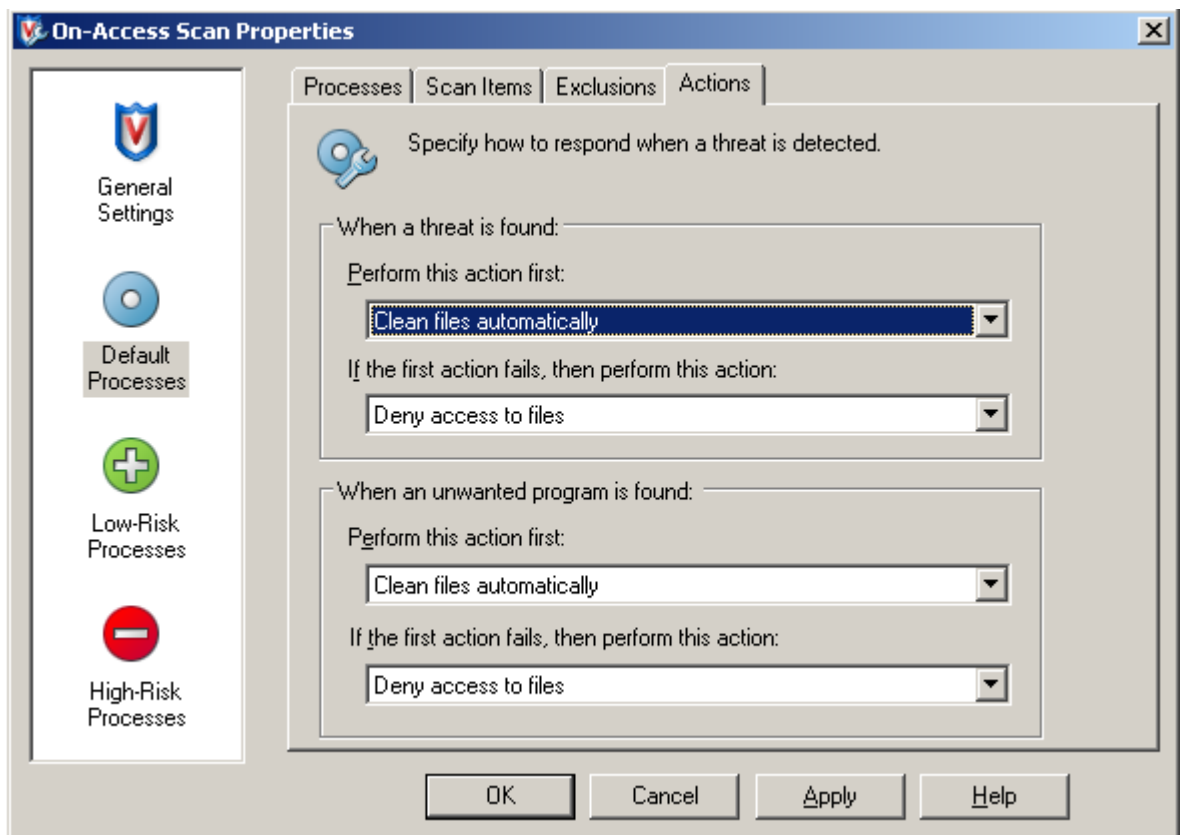 On-Access Scan Properties
General
Settings
Default
Processes
Low-Risk
Processes
High-Risk
Processes
Processes Scan Items Exclusions Actions
Specify how to respond when a threat is detected.
When a threat is found:
Perform this action first:
Clean files automatically
If the first action fails, then perform this action:
Deny access to files
When an unwanted program is found:
Perform this action first:
Clean files automatically
If the first action fails, then perform this action:
Deny access to files
OK Cancel Apply Help